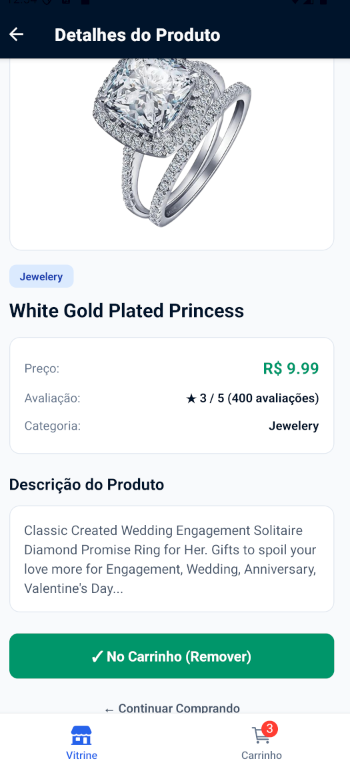 ← Detalhes do Produto
Jewelery
White Gold Plated Princess
Preço: R$ 9.99
Avaliação: ★ 3 / 5 (400 avaliações)
Categoria: Jewelery
Descrição do Produto
Classic Created Wedding Engagement Solitaire
Diamond Promise Ring for Her. Gifts to spoil your
love more for Engagement, Wedding, Anniversary,
Valentine's Day...
✓ No Carrinho (Remover)
← Continuar Comprando
3
Vitrine Carrinho